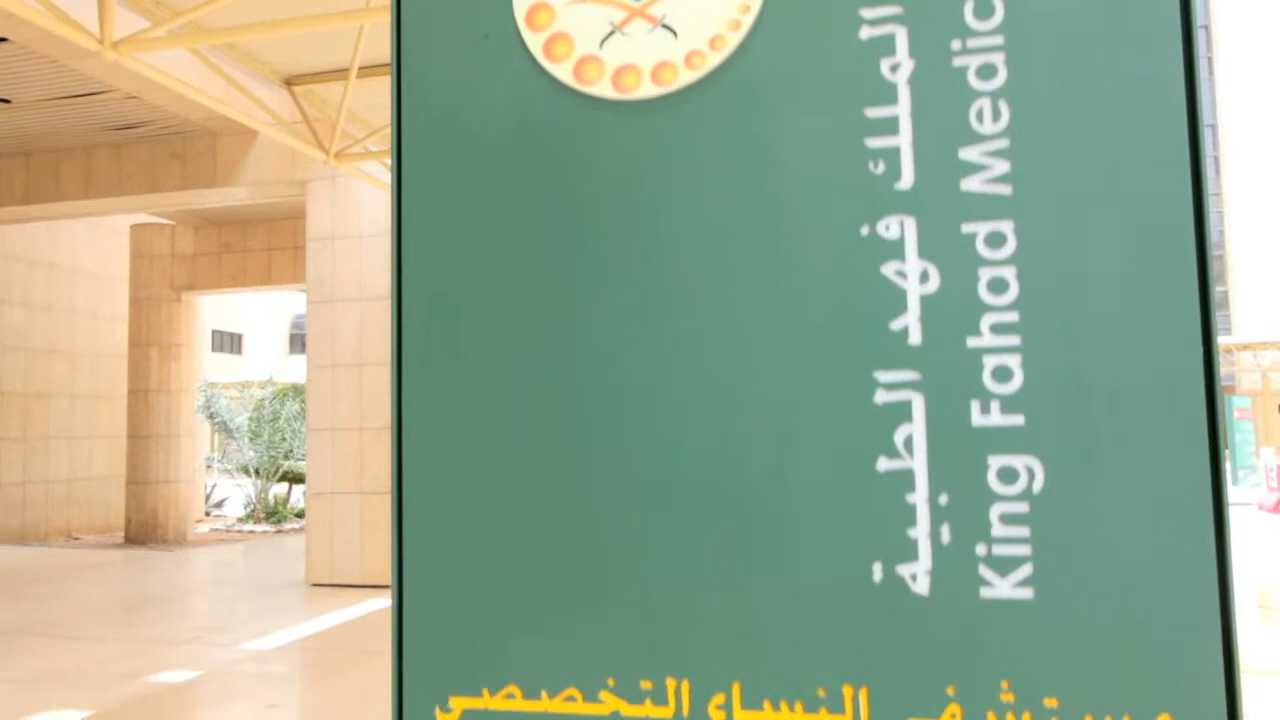 الملك فهد الطبية
King Fahad Medic
مستشفى النساء التخصصي